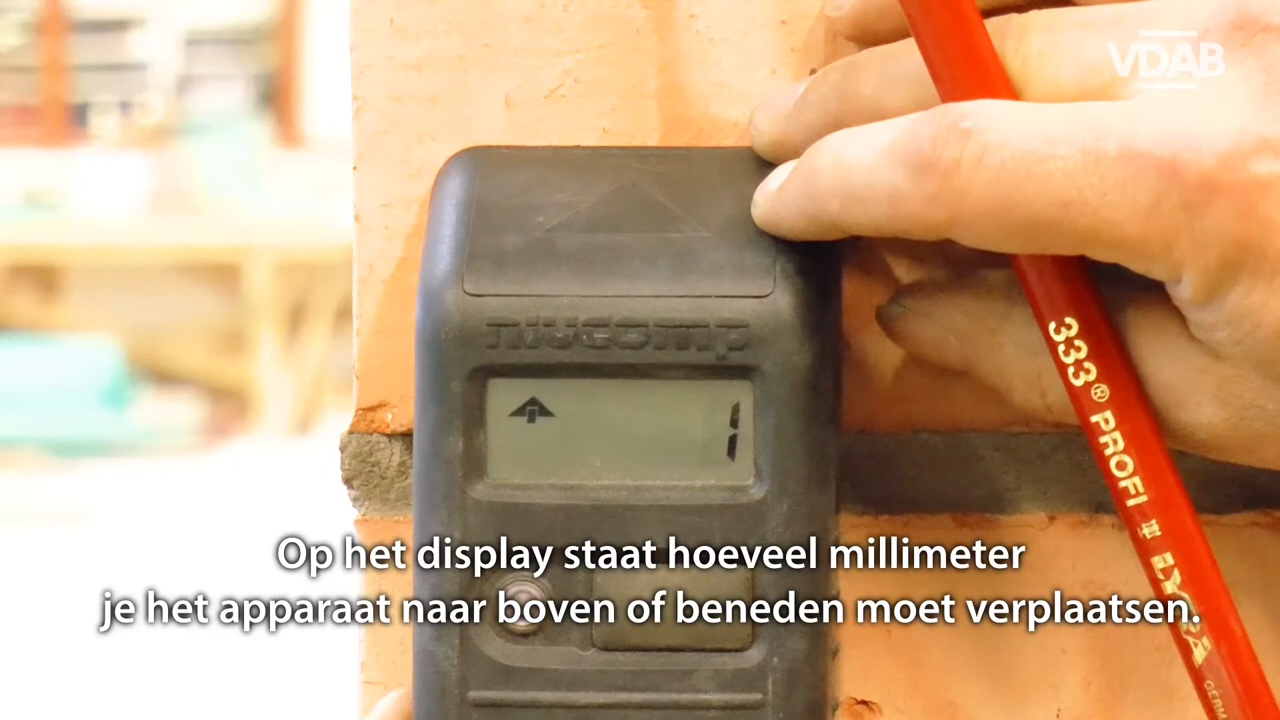 VDAB
nivcomp
1
333® PROFI
LYRA
GERM
Op het display staat hoeveel millimeter
je het apparaat naar boven of beneden moet verplaatsen.